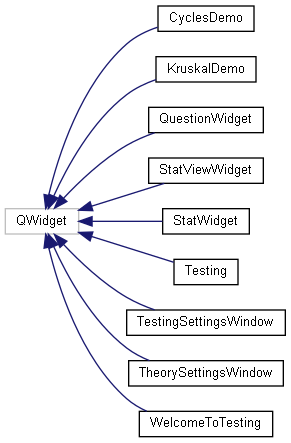 CyclesDemo
KruskalDemo
QuestionWidget
StatViewWidget
QWidget
StatWidget
Testing
TestingSettingsWindow
TheorySettingsWindow
WelcomeToTesting